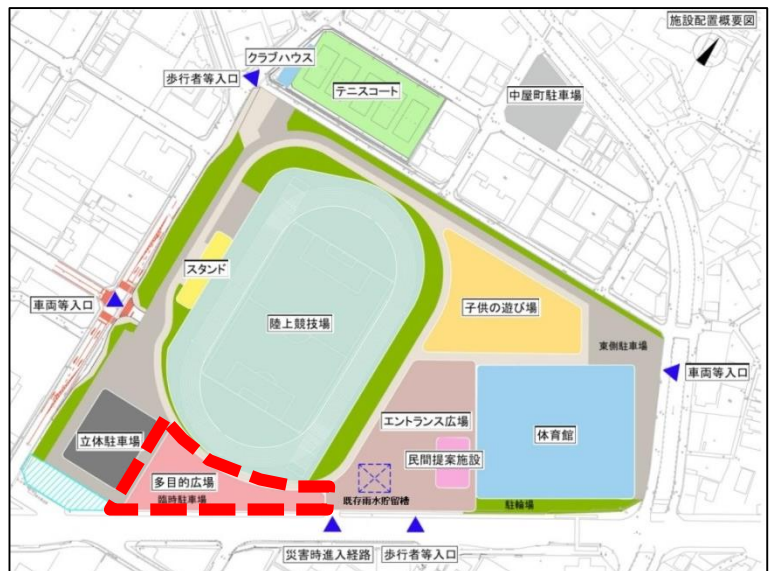 施設配置概要図
クラブハウス
歩行者等入口
テニスコート
中屋町駐車場
スタンド
車両等入口
陸上競技場
子供の遊び場
東側駐車場
車両等入口
エントランス広場
体育館
立体駐車場
民間提案施設
多目的広場
臨時駐車場
既存雨水貯留槽
駐輪場
災害時進入経路
歩行者等入口